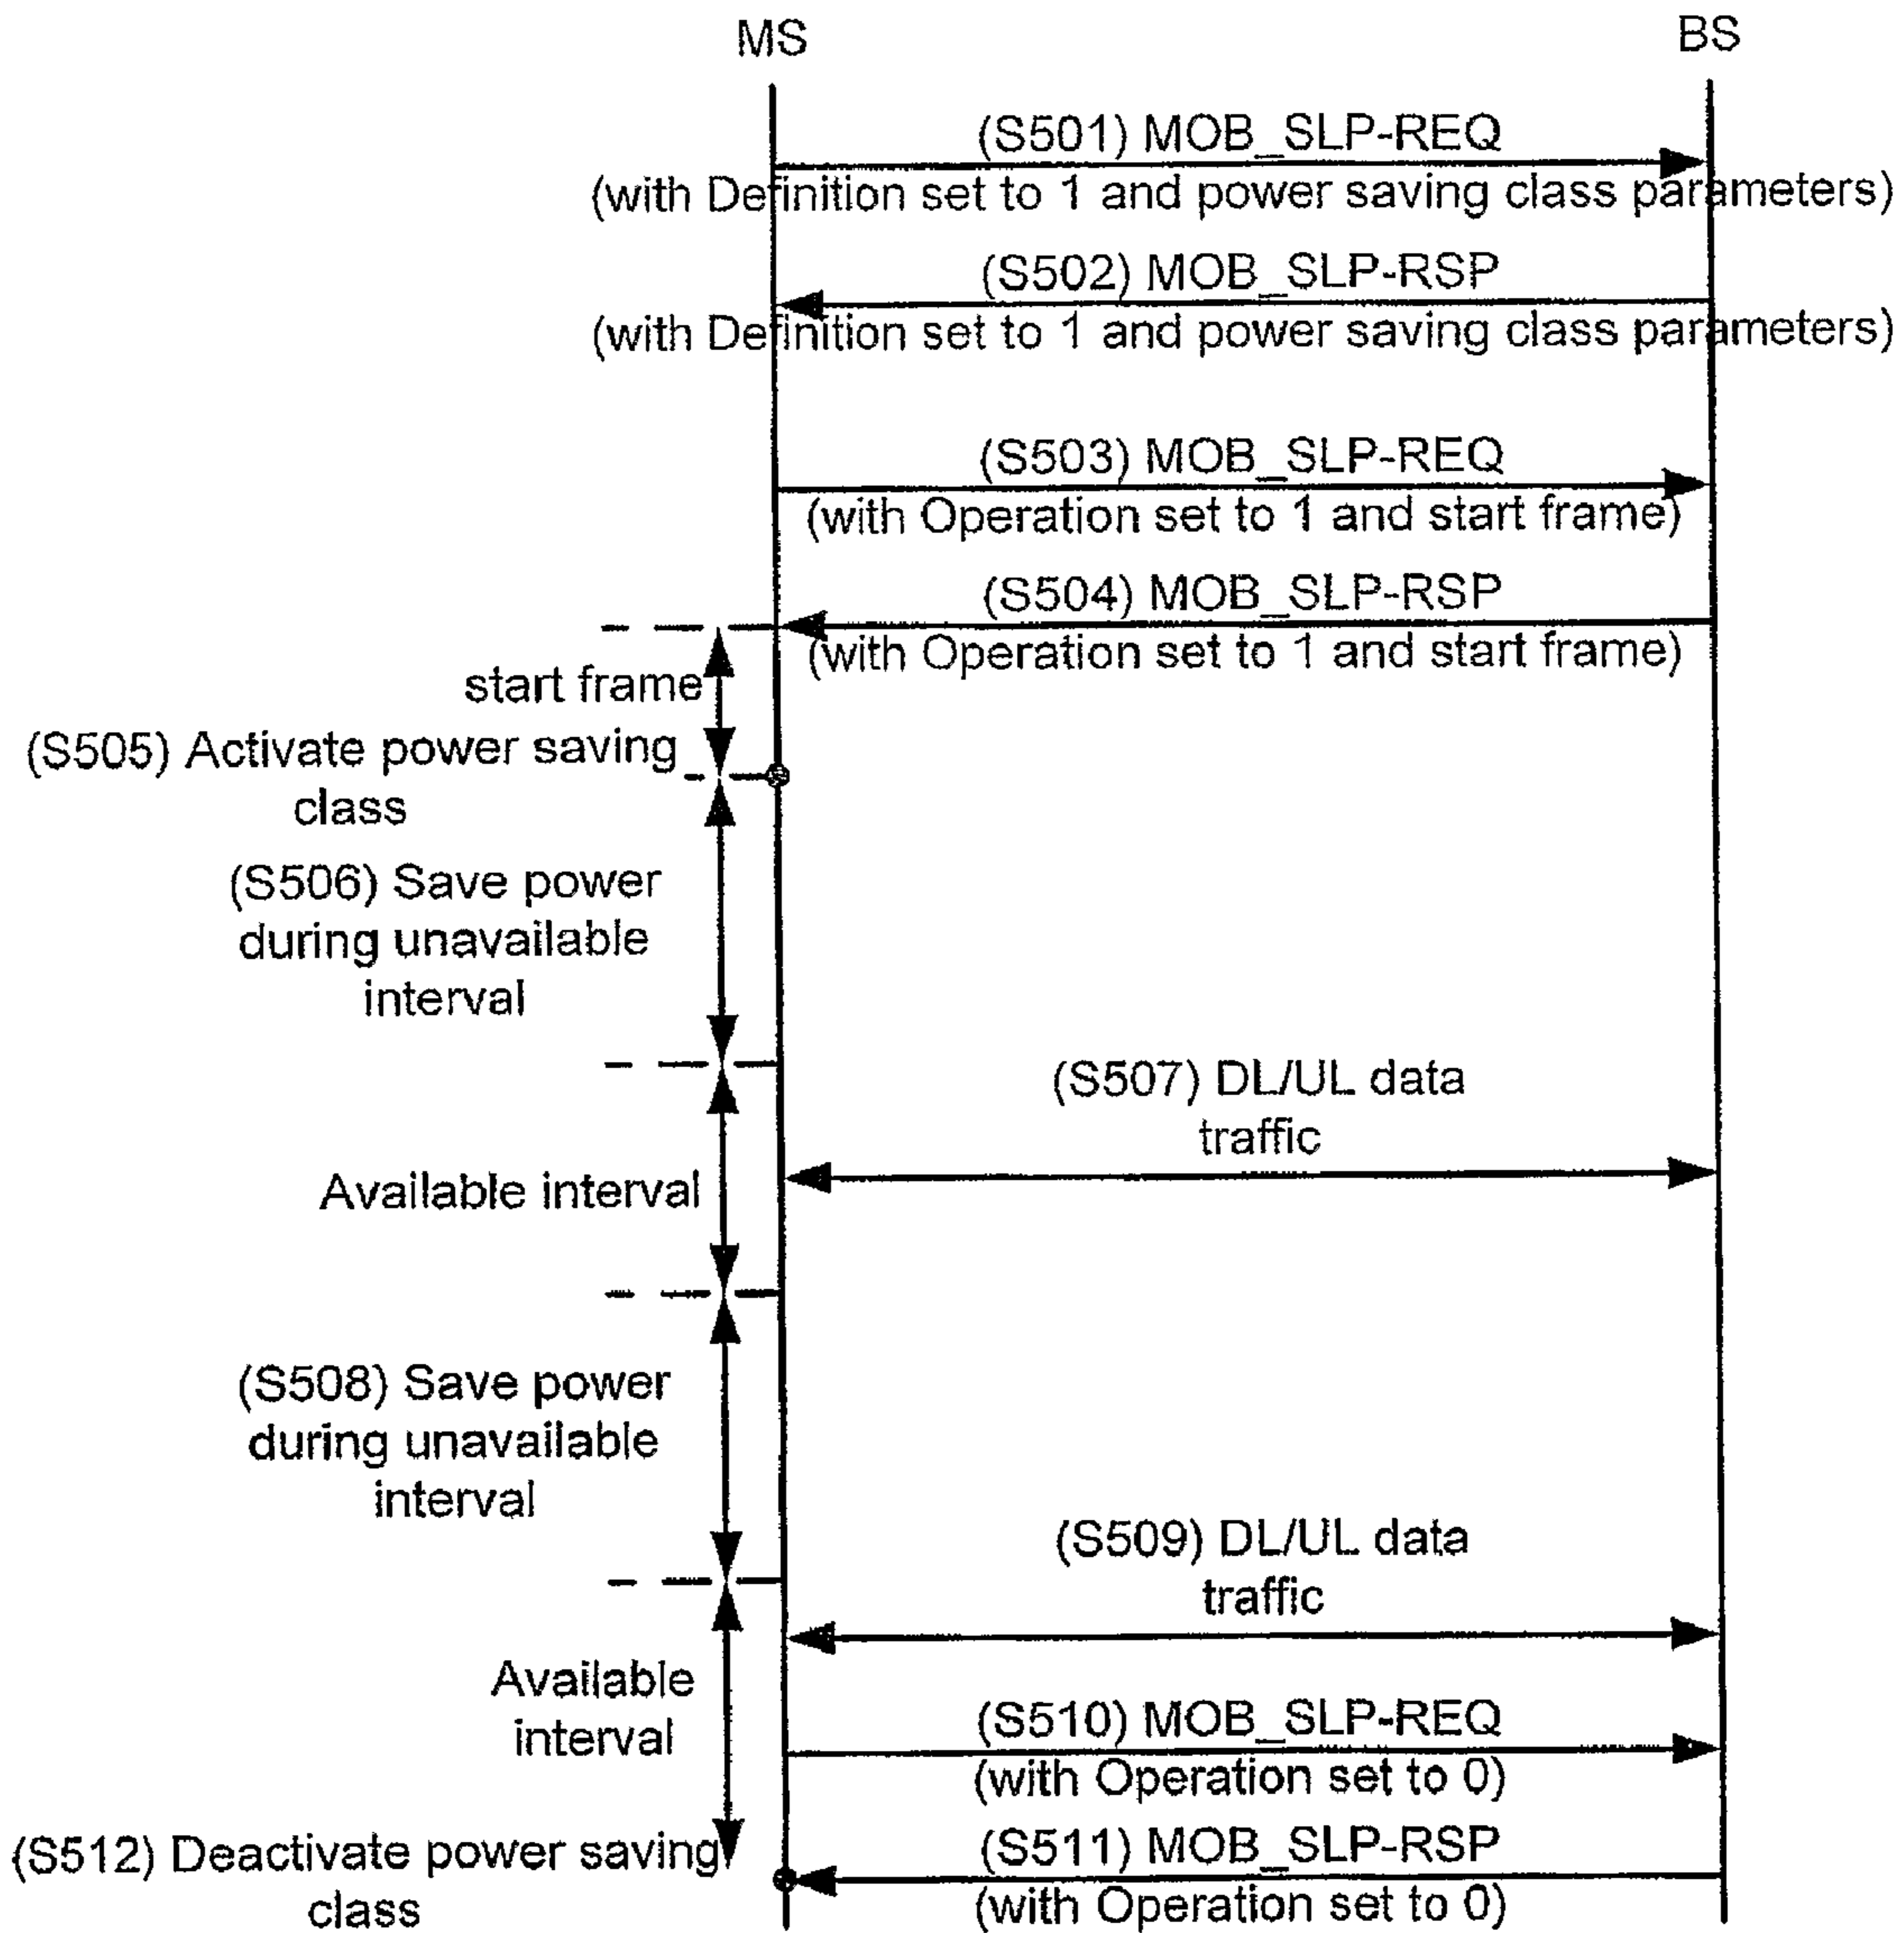 MS
BS
(S501) MOB_SLP-REQ
(with Definition set to 1 and power saving class parameters)
(S502) MOB_SLP-RSP
(with Definition set to 1 and power saving class parameters)
(S503) MOB_SLP-REQ
(with Operation set to 1 and start frame)
(S504) MOB_SLP-RSP
(with Operation set to 1 and start frame)
start frame
(S505) Activate power saving
class
(S506) Save power
during unavailable
interval
(S507) DL/UL data
traffic
Available interval
(S508) Save power
during unavailable
interval
(S509) DL/UL data
traffic
Available
interval
(S510) MOB_SLP-REQ
(with Operation set to 0)
(S511) MOB_SLP-RSP
(with Operation set to 0)
(S512) Deactivate power saving
class